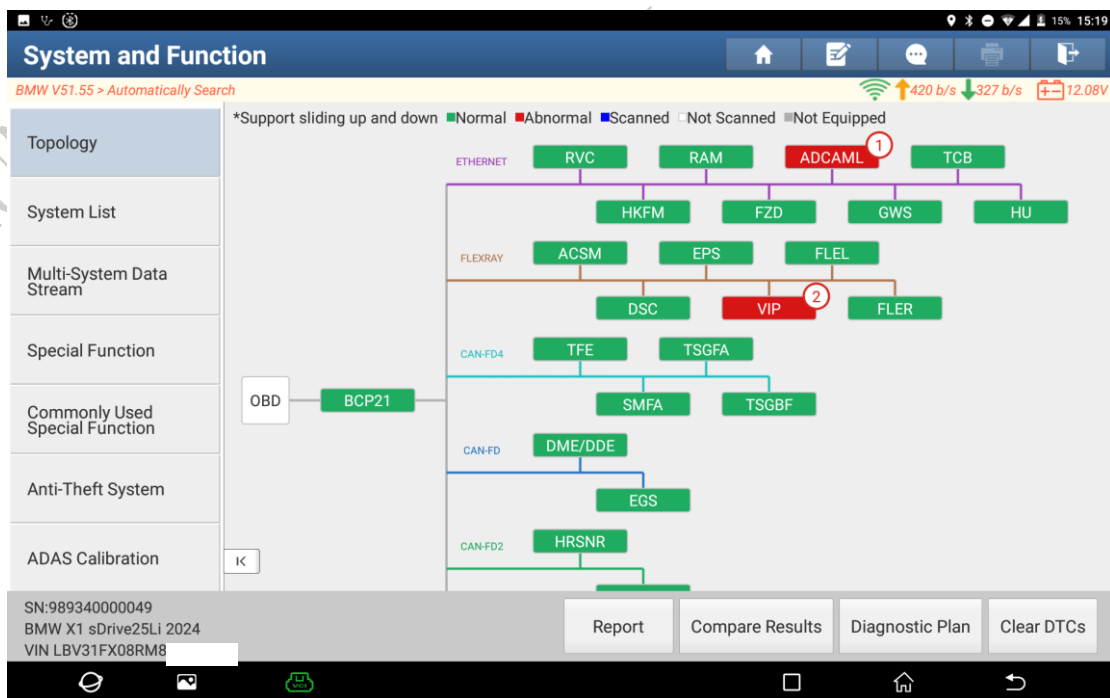 15% 15:19
System and Function
BMW V51.55 > Automatically Search
420 b/s 327 b/s 12.08V
Topology
System List
Multi-System Data
Stream
Special Function
Commonly Used
Special Function
Anti-Theft System
ADAS Calibration
*Support sliding up and down Normal Abnormal Scanned Not Scanned Not Equipped
ETHERNET RVC RAM ADCAML 1 TCB
HKFM FZD GWS HU
FLEXRAY ACSM EPS FLEL
DSC VIP 2 FLER
CAN-FD4 TFE TSGFA
OBD BCP21 SMFA TSGBF
CAN-FD DME/DDE
EGS
CAN-FD2 HRSNR
SN:989340000049
BMW X1 sDrive25Li 2024
VIN LBV31FX08RM8
Report Compare Results Diagnostic Plan Clear DTCs
VCI